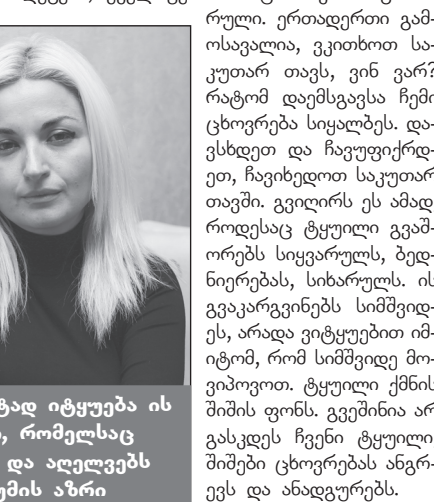 რული. ერთადერთი გამ-
ოსავალია, ვკითხოთ სა-
კუთარ თავს, ვინ ვარ?
რატომ დაემსგავსა ჩემი
ცხოვრება სიყალბეს. და-
ვსხდეთ და ჩავუფიქრდ-
ეთ, ჩავიხედოთ საკუთარ
თავში. გვიღირს ეს ამად
როდესაც ტყუილი გვაშ-
ორებს სიყვარულს, ბედ-
ნიერებას, სიხარულს. ის
გვაკარგვინებს სიმშვიდ-
ეს, არადა ვიტყუებით იმ-
იტომ, რომ სიმშვიდე მო-
ვიპოვოთ. ტყუილი ქმნის
შიშის ფონს. გვეშინია არ
გასკდეს ჩვენი ტყუილი
შიშები ცხოვრებას ანგრ-
ევს და ანადგურებს.
იტყუება ის
რომელსაც
და აღელვებს
აზრი